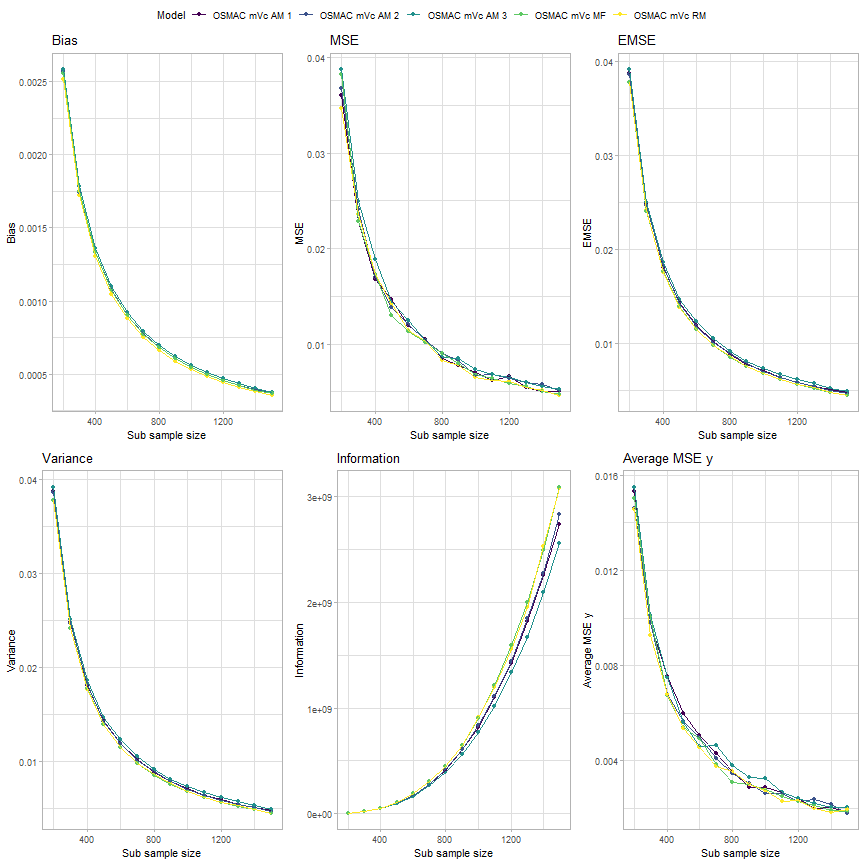 Model OSMAC mVc AM 1 OSMAC mVc AM 2 OSMAC mVc AM 3 OSMAC mVc MF OSMAC mVc RM
Bias
0.0025
0.0020
0.0015
0.0010
0.0005
Bias
400 800 1200
Sub sample size
MSE
0.04
0.03
0.02
0.01
MSE
400 800 1200
Sub sample size
EMSE
0.04
0.03
0.02
0.01
EMSE
400 800 1200
Sub sample size
Variance
0.04
0.03
0.02
0.01
Variance
400 800 1200
Sub sample size
Information
3e+09
2e+09
1e+09
0e+00
Information
400 800 1200
Sub sample size
Average MSE y
0.016
0.012
0.008
0.004
Average MSE y
400 800 1200
Sub sample size